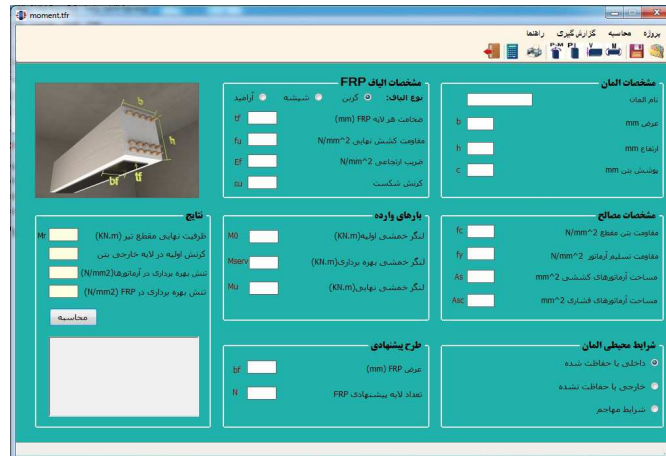 moment.tfr
پروژه محاسبه گزارش گیری راهنما
P-M P V M
مشخصات المان
نام المان
عرض mm b
ارتفاع mm h
پوشش بتن mm c
مشخصات الیاف FRP
نوع الیاف: کربن شیشه آرامید
ضخامت هر لایه FRP (mm) tf
مقاومت کشش نهایی N/mm^2 fu
ضریب ارتجاعی N/mm^2 Ef
کرنش شکست εu
b
h
bf
tf
مشخصات مصالح
مقاومت بتن مقطع N/mm^2 fc
مقاومت تسلیم آرماتور N/mm^2 fy
مساحت آرماتورهای کششی mm^2 As
مساحت آرماتورهای فشاری mm^2 Asc
بارهای وارده
لنگر خمشی اولیه(KN.m) M0
لنگر خمشی بهره برداری(KN.m) Mserv
لنگر خمشی نهایی(KN.m) Mu
نتایج
ظرفیت نهایی مقطع تیر (KN.m) Mr
کرنش اولیه در لایه خارجی بتن
تنش بهره برداری در آرماتورها(N/mm2)
تنش بهره برداری در FRP (N/mm2)
محاسبه
شرایط محیطی المان
داخلی یا حفاظت شده
خارجی یا حفاظت نشده
شرایط مهاجم
طرح پیشنهادی
عرض FRP (mm) bf
تعداد لایه پیشنهادی FRP N